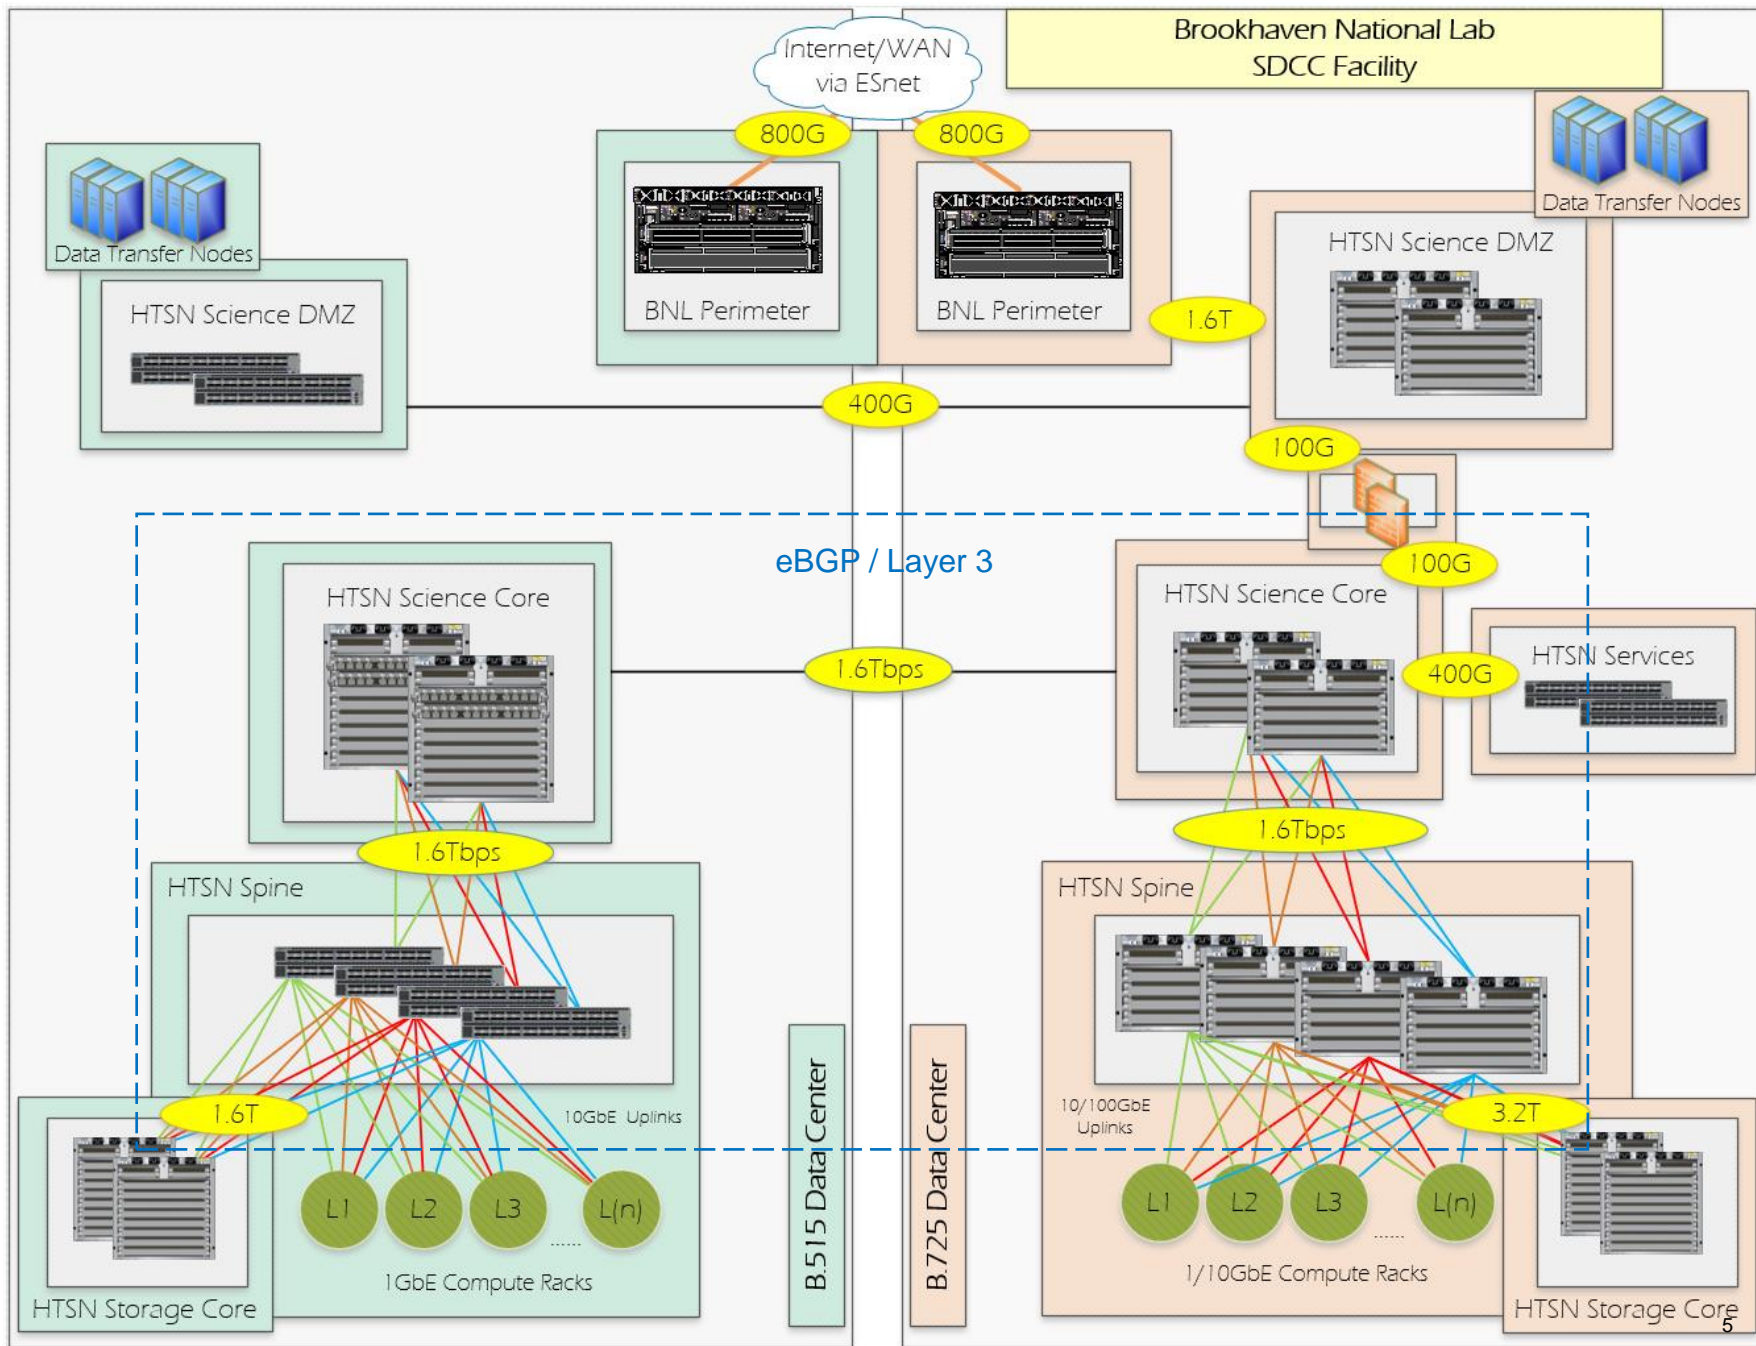 Internet/WAN
via ESnet
Brookhaven National Lab
SDCC Facility
800G
800G
Data Transfer Nodes
Data Transfer Nodes
HTSN Science DMZ
BNL Perimeter
BNL Perimeter
1.6T
HTSN Science DMZ
400G
100G
eBGP / Layer 3
100G
HTSN Science Core
HTSN Science Core
1.6Tbps
400G
HTSN Services
1.6Tbps
1.6Tbps
HTSN Spine
HTSN Spine
1.6T
10GbE Uplinks
B.515 Data Center
B.725 Data Center
10/100GbE
Uplinks
3.2T
L1
L2
L3
......
L(n)
L1
L2
L3
......
L(n)
1GbE Compute Racks
1/10GbE Compute Racks
HTSN Storage Core
HTSN Storage Core
5